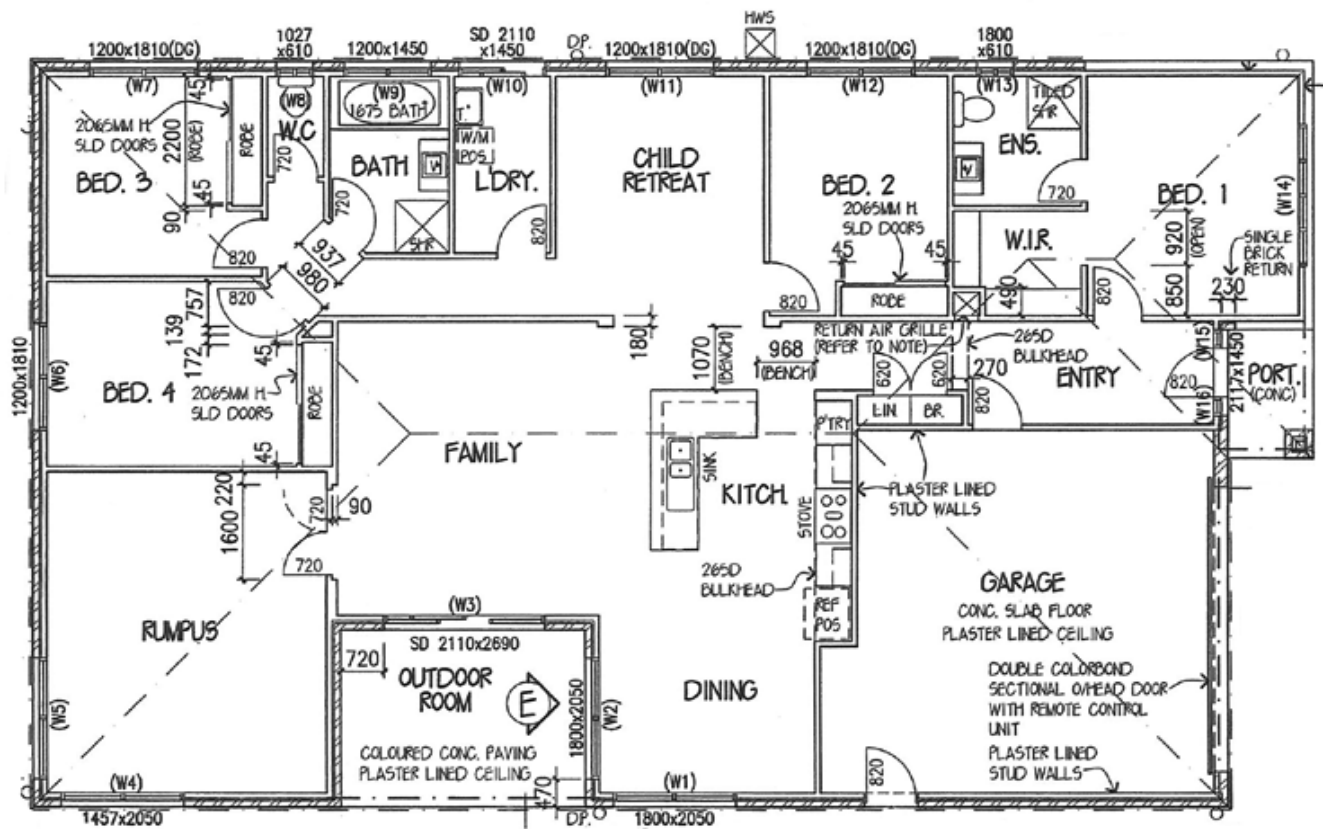 HWS
1200x1810(DG)
1027
x610
1200x1450
SD 2110
x1450
DP.
1200x1810(DG)
1200x1810(DG)
1800
x610
(W7)
(W8)
(W9)
(W10)
(W11)
(W12)
(W13)
1675 BATH
T.
TILED
SHR
45
2065MM H.
SLD DOORS
2200
(ROBE)
ROBE
W.C
W/M
POS.
BATH
L'DRY.
CHILD
RETREAT
ENS.
720
BED. 3
45
90
720
SHR
BED. 2
2065MM H.
SLD DOORS
720
BED. 1
(W14)
820
937
980
820
45
45
W.I.R.
920
(OPEN)
SINGLE
BRICK
RETURN
850
230
490
820
ROBE
820
820
757
139
172
45
180
1070
(BENCH)
968
(BENCH)
RETURN AIR GRILLE
(REFER TO NOTE)
265D
BULKHEAD
620
620
270
ENTRY
820
820
(W15)
(W16)
2117x1450
PORT.
(CONC)
1200x1810
(W6)
BED. 4
2065MM H.
SLD DOORS
ROBE
45
LIN.
BR.
P'TRY
FAMILY
SINK
KITCH.
STOVE
PLASTER LINED
STUD WALLS
220
1600
720
90
720
265D
BULKHEAD
REF
POS
GARAGE
CONC. SLAB FLOOR
PLASTER LINED CEILING
RUMPUS
(W3)
SD 2110x2690
720
OUTDOOR
ROOM
E
1800x2050
(W2)
DINING
DOUBLE COLORBOND
SECTIONAL O/HEAD DOOR
WITH REMOTE CONTROL
UNIT
PLASTER LINED
STUD WALLS
(W5)
COLOURED CONC. PAVING
PLASTER LINED CEILING
470
820
(W4)
(W1)
1457x2050
DP.
1800x2050